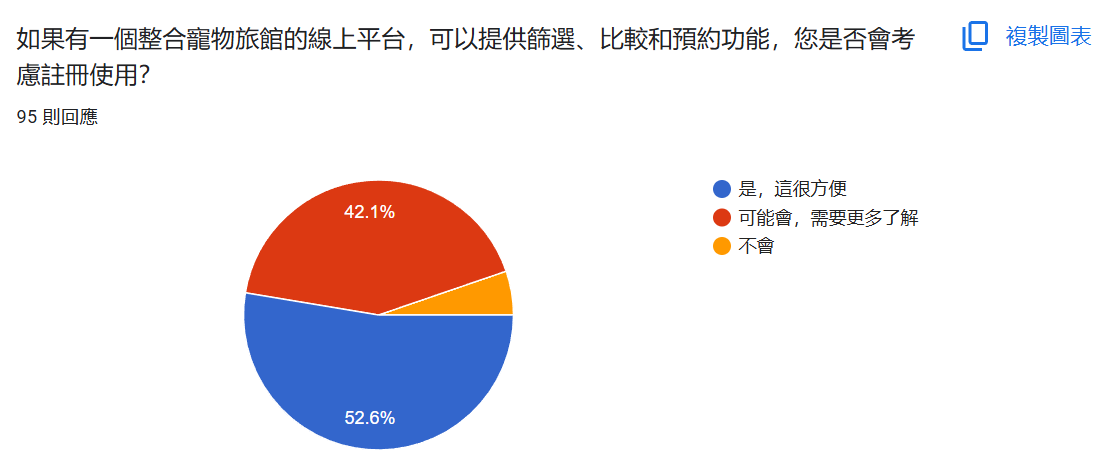 如果有一個整合寵物旅館的線上平台，可以提供篩選、比較和預約功能，您是否會考
慮註冊使用？
複製圖表
95 則回應
42.1%
52.6%
是，這很方便
可能會，需要更多了解
不會